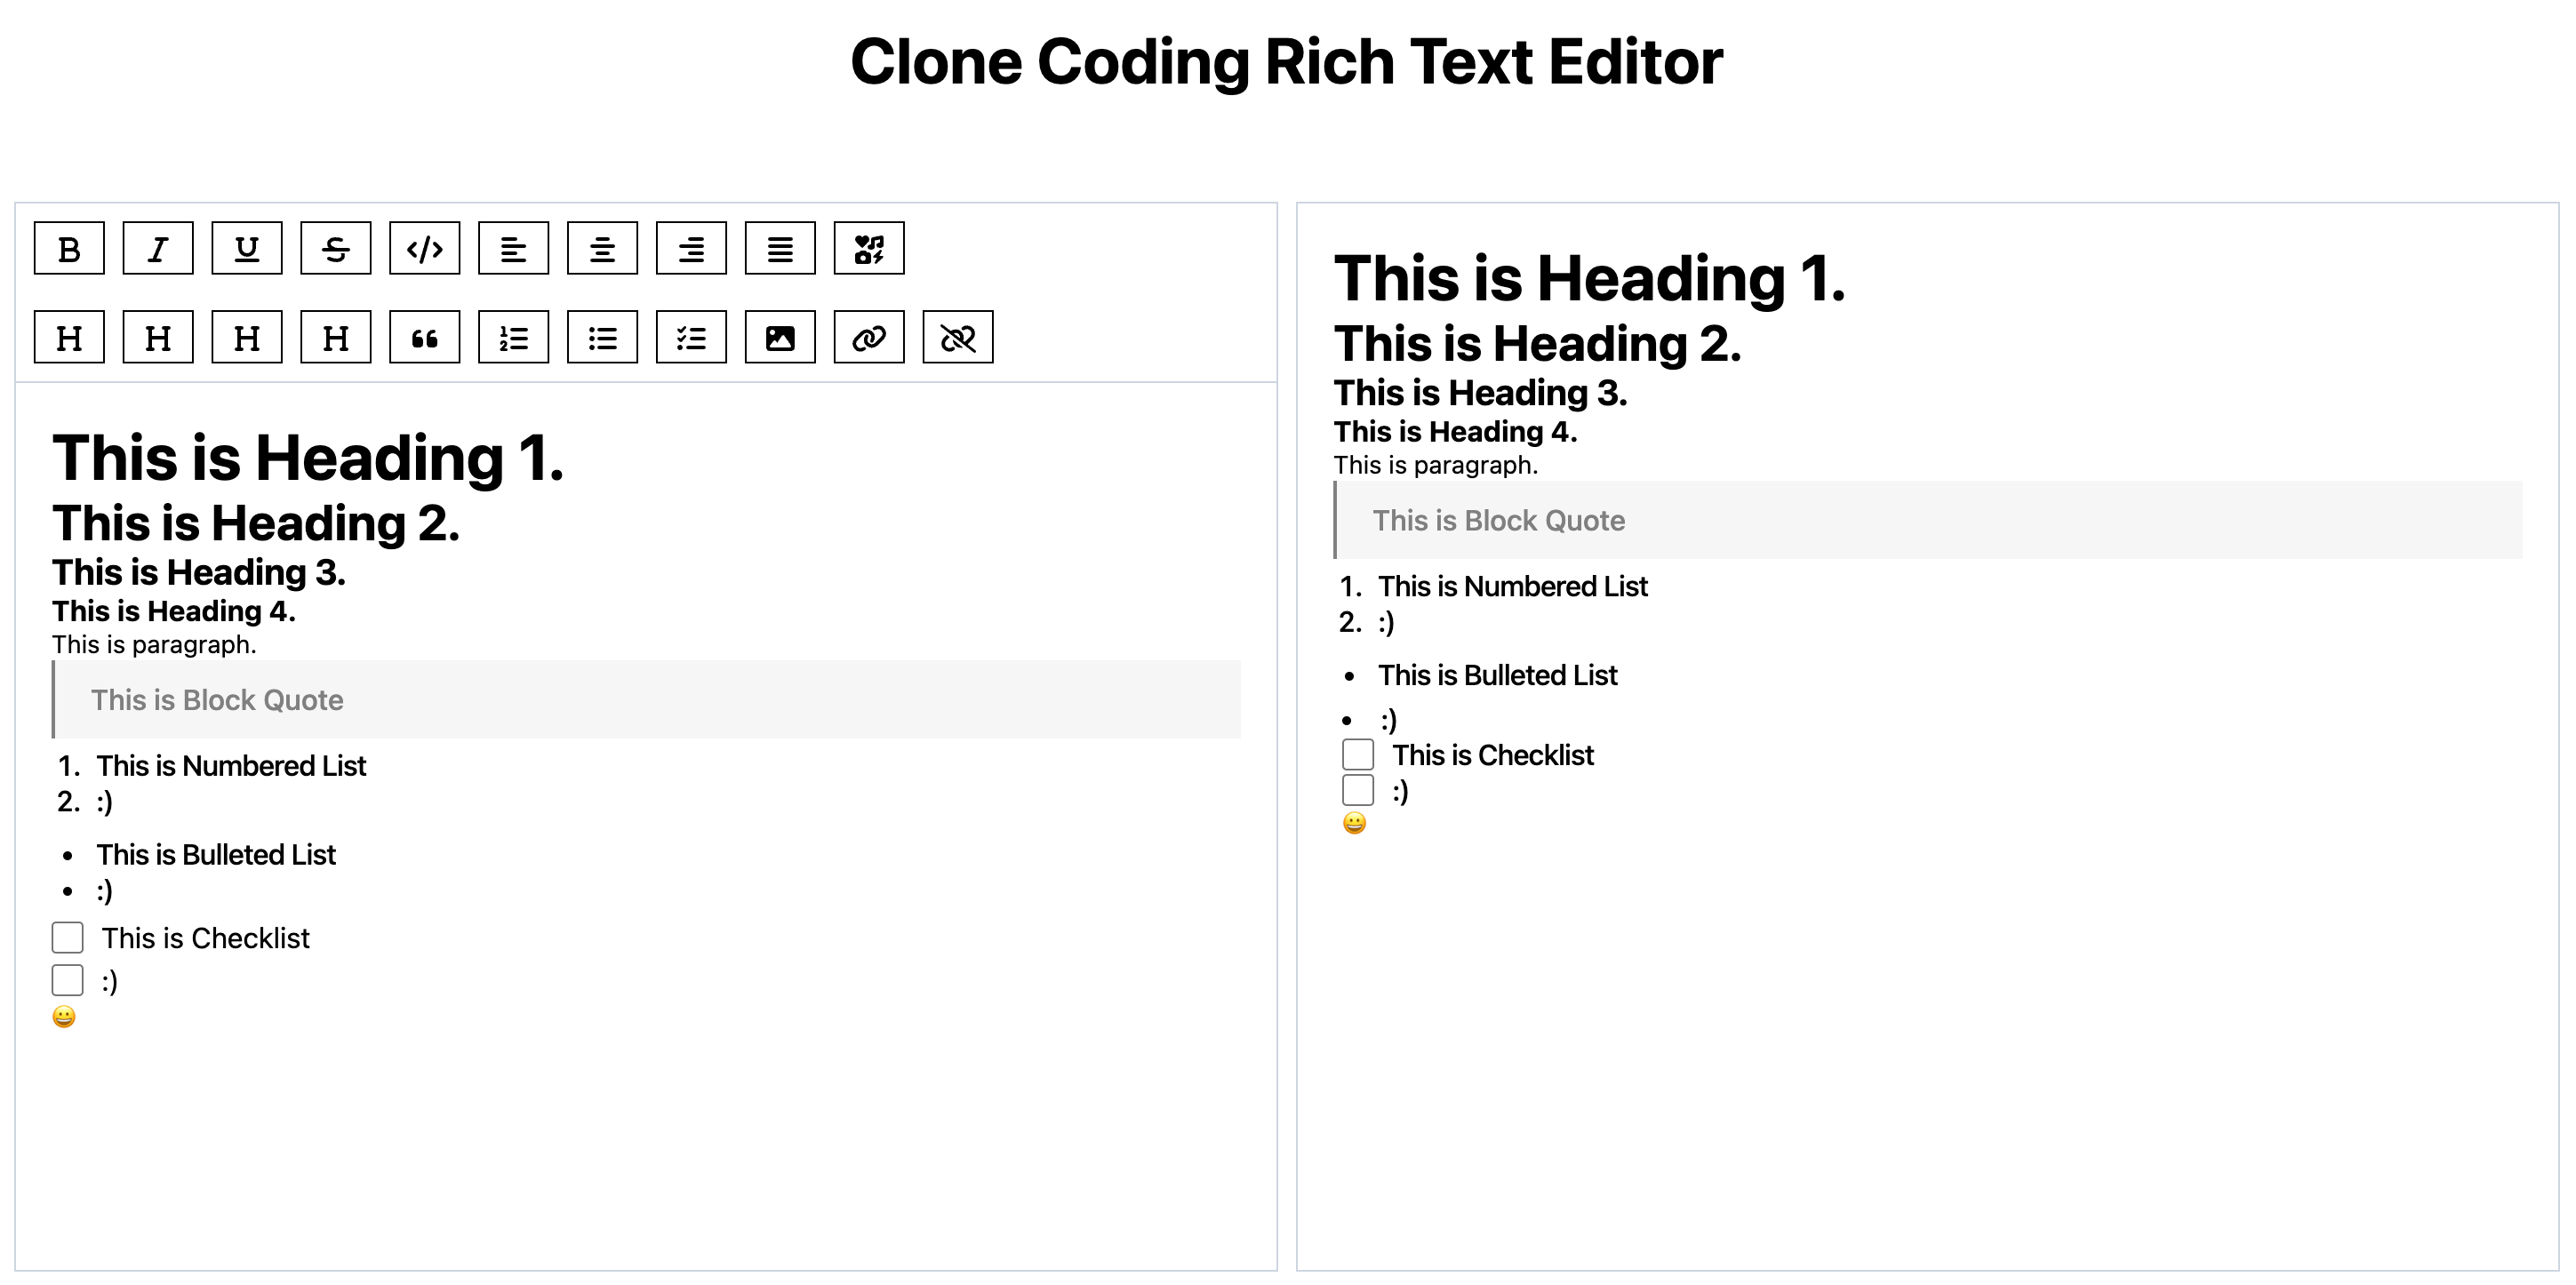 Clone Coding Rich Text Editor
B I U S </>
H H H H
This is Heading 1.
This is Heading 2.
This is Heading 3.
This is Heading 4.
This is paragraph.
This is Block Quote
1. This is Numbered List
2. :)
• This is Bulleted List
• :)
This is Checklist
:)
😀
This is Heading 1.
This is Heading 2.
This is Heading 3.
This is Heading 4.
This is paragraph.
This is Block Quote
1. This is Numbered List
2. :)
• This is Bulleted List
• :)
This is Checklist
:)
😀